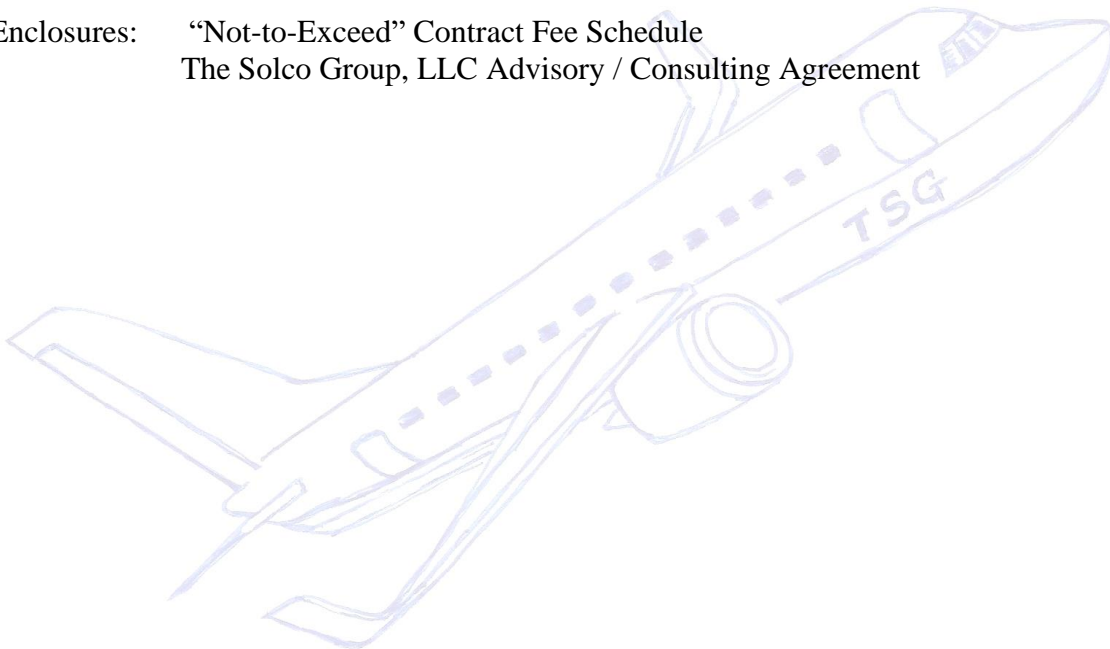 Enclosures: “Not-to-Exceed” Contract Fee Schedule
The Solco Group, LLC Advisory / Consulting Agreement
TSG